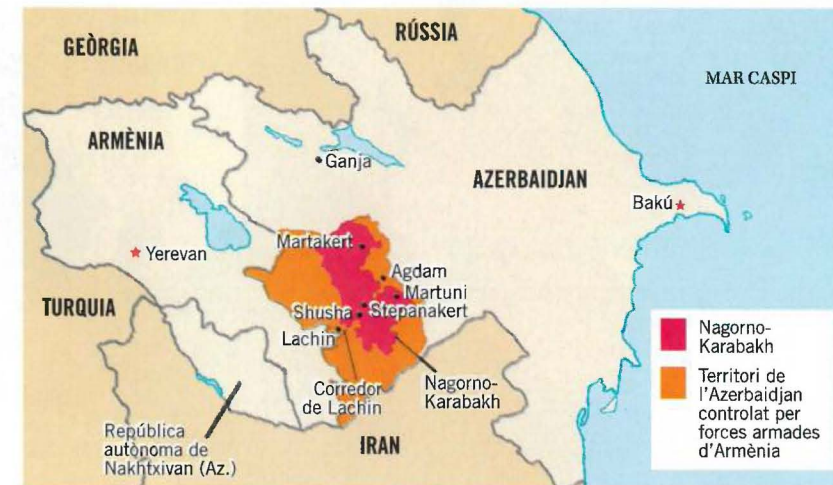 RÚSSIA
GEÒRGIA
MAR CASPI
ARMÈNIA
Ganja
AZERBAIDJAN
Bakú
Martakert
Yerevan
Agdam
Martuni
TURQUIA
Shusha
Stepanakert
Lachin
Corredor
de Lachin
Nagorno-
Karabakh
República
autònoma de
Nakhtxivan (Az.)
IRAN
Nagorno-
Karabakh
Territori de
l'Azerbaidjan
controlat per
forces armades
d'Armènia